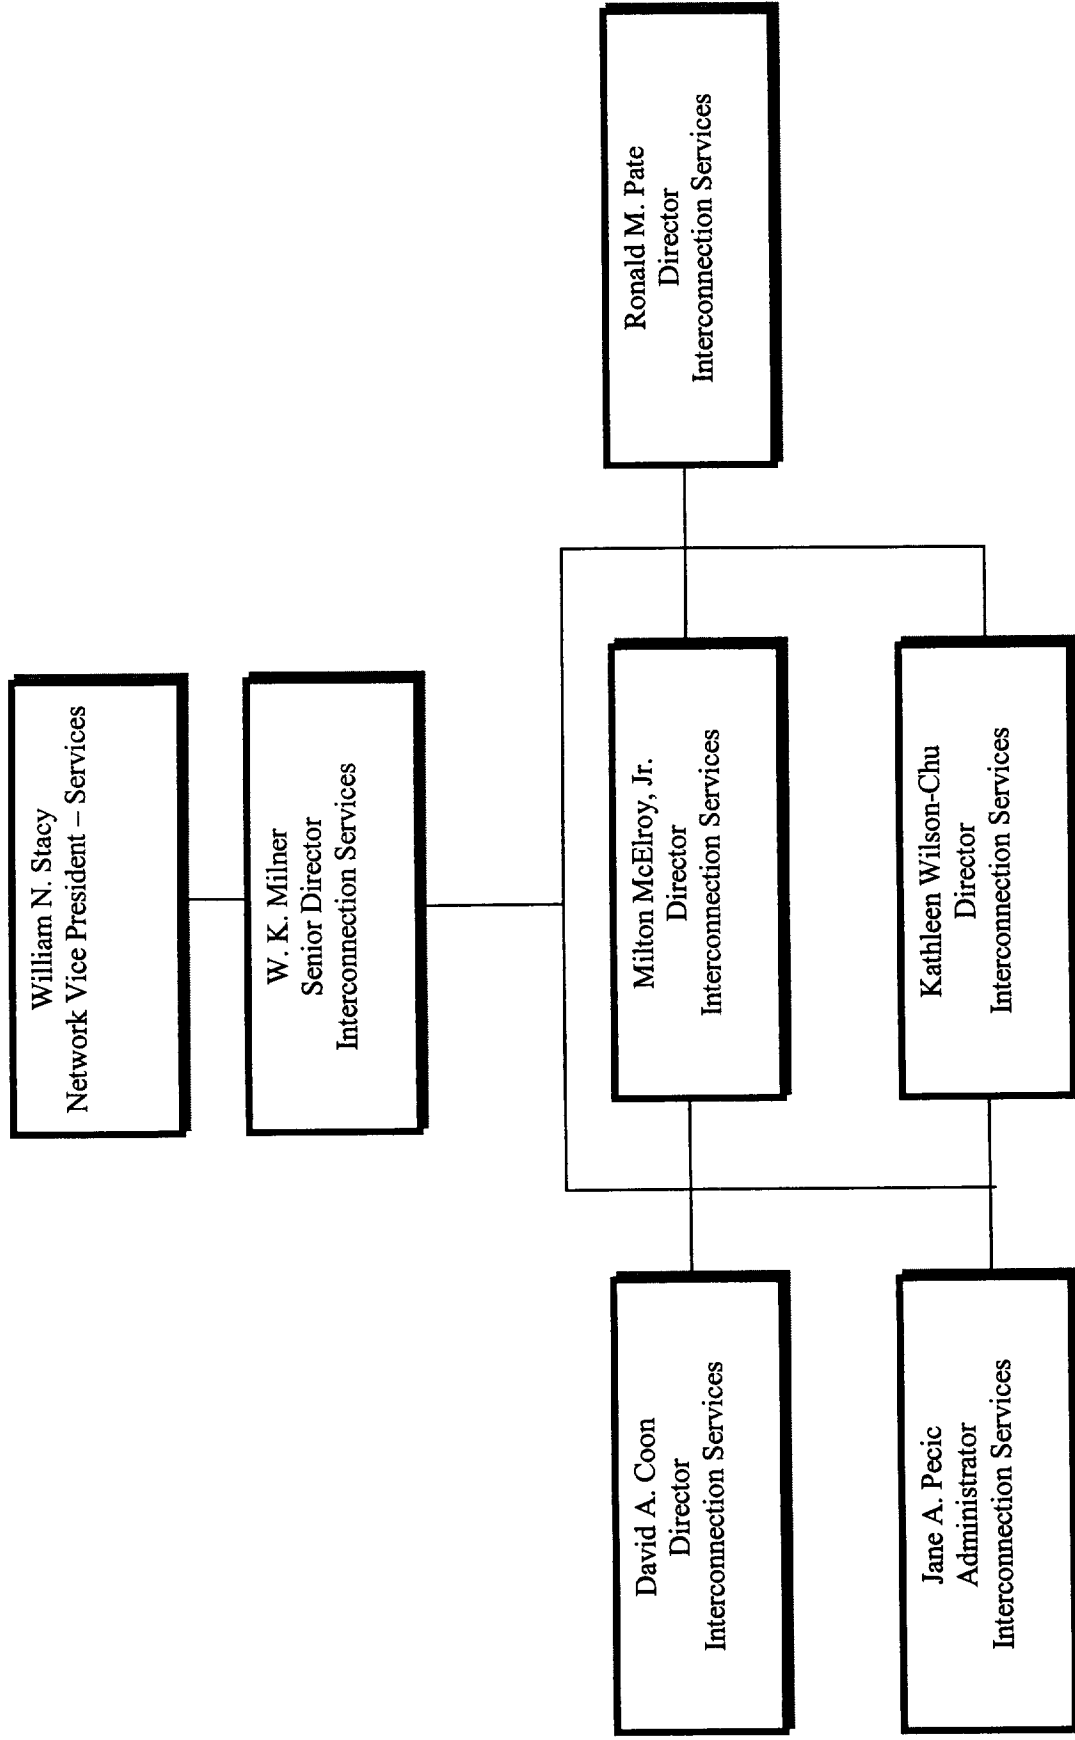 William N. Stacy
Network Vice President – Services
W. K. Milner
Senior Director
Interconnection Services
David A. Coon
Director
Interconnection Services
Milton McElroy, Jr.
Director
Interconnection Services
Ronald M. Pate
Director
Interconnection Services
Jane A. Pecic
Administrator
Interconnection Services
Kathleen Wilson-Chu
Director
Interconnection Services